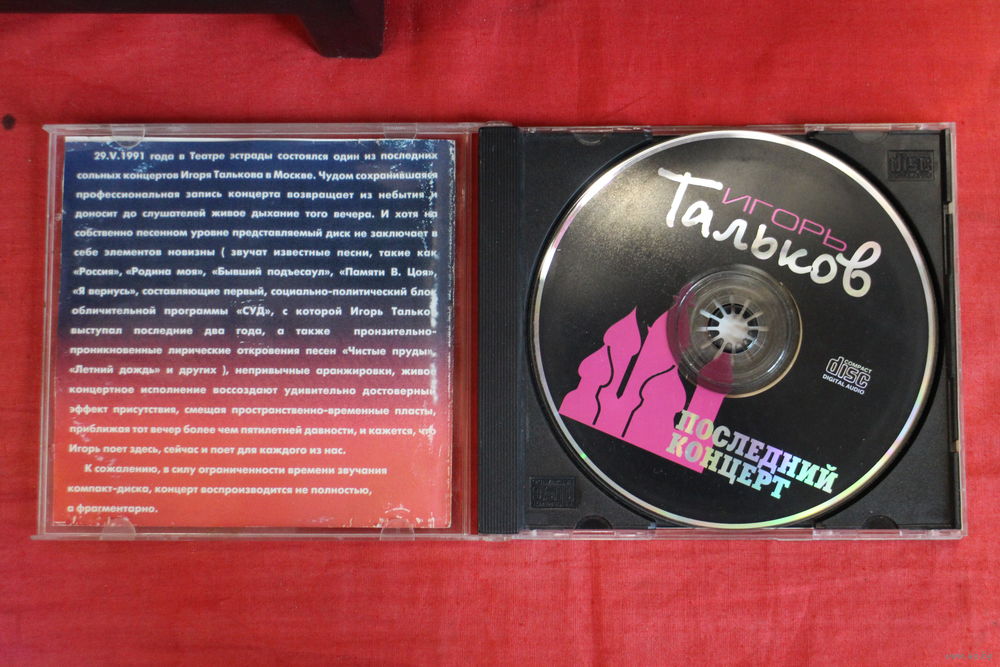 29.V.1991 года в Театре эстрады состоялся один из последних
сольных концертов Игоря Талькова в Москве. Чудом сохранившаяся
профессиональная запись концерта возвращает из небытия и
доносит до слушателей живое дыхание того вечера. И хотя на
собственно песенном уровне представляемый диск не заключает в
себе элементов новизны ( звучат известные песни, такие как
«Россия», «Родина моя», «Бывший подъесаул», «Памяти В. Цоя»,
«Я вернусь», составляющие первый, социально-политический блок
обличительной программы «СУД», с которой Игорь Тальков
выступал последние два года, а также пронзительно-
проникновенные лирические откровения песен «Чистые пруды»,
«Летний дождь» и других ), непривычные аранжировки, живое
концертное исполнение воссоздают удивительно достоверный
эффект присутствия, смещая пространственно-временные пласты,
приближая тот вечер более чем пятилетней давности, и кажется, что
Игорь поет здесь, сейчас и поет для каждого из нас.
К сожалению, в силу ограниченности времени звучания
компакт-диска, концерт воспроизводится не полностью,
а фрагментарно.
ИГОРЬ
Тальков
COMPACT
disc
DIGITAL AUDIO
ПОСЛЕДНИЙ
КОНЦЕРТ